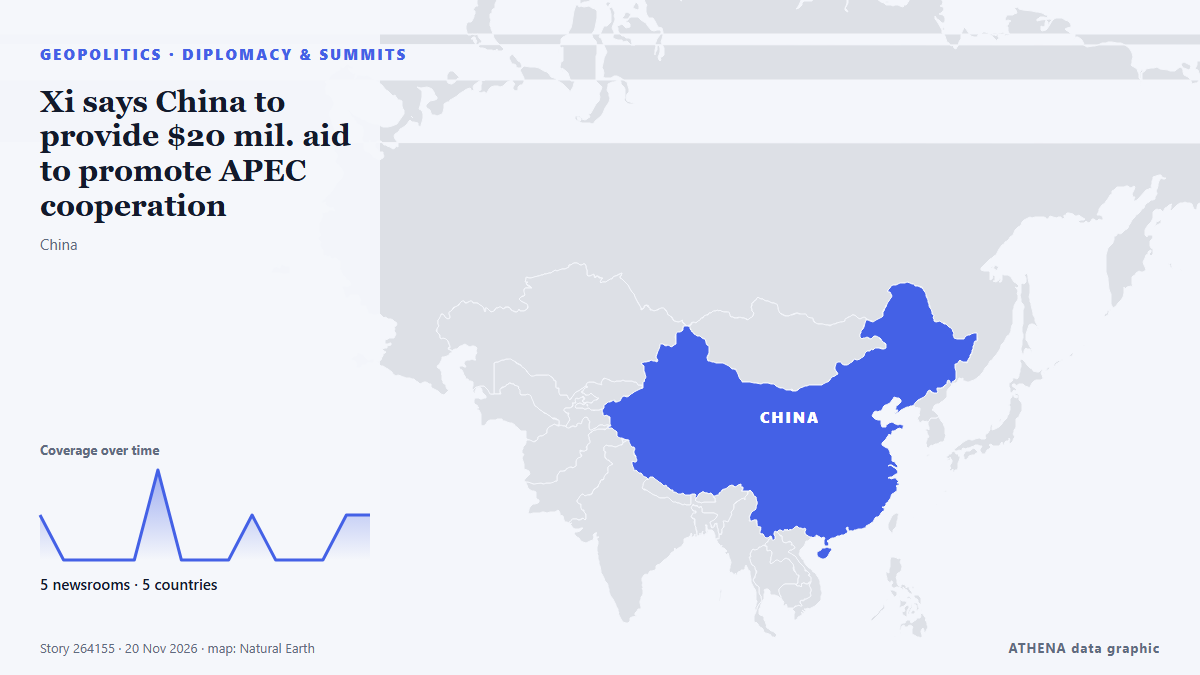 GEOPOLITICS · DIPLOMACY & SUMMITS
Xi says China to
provide $20 mil. aid
to promote APEC
cooperation
China
CHINA
Coverage over time
5 newsrooms · 5 countries
Story 264155 · 20 Nov 2026 · map: Natural Earth
ATHENA data graphic